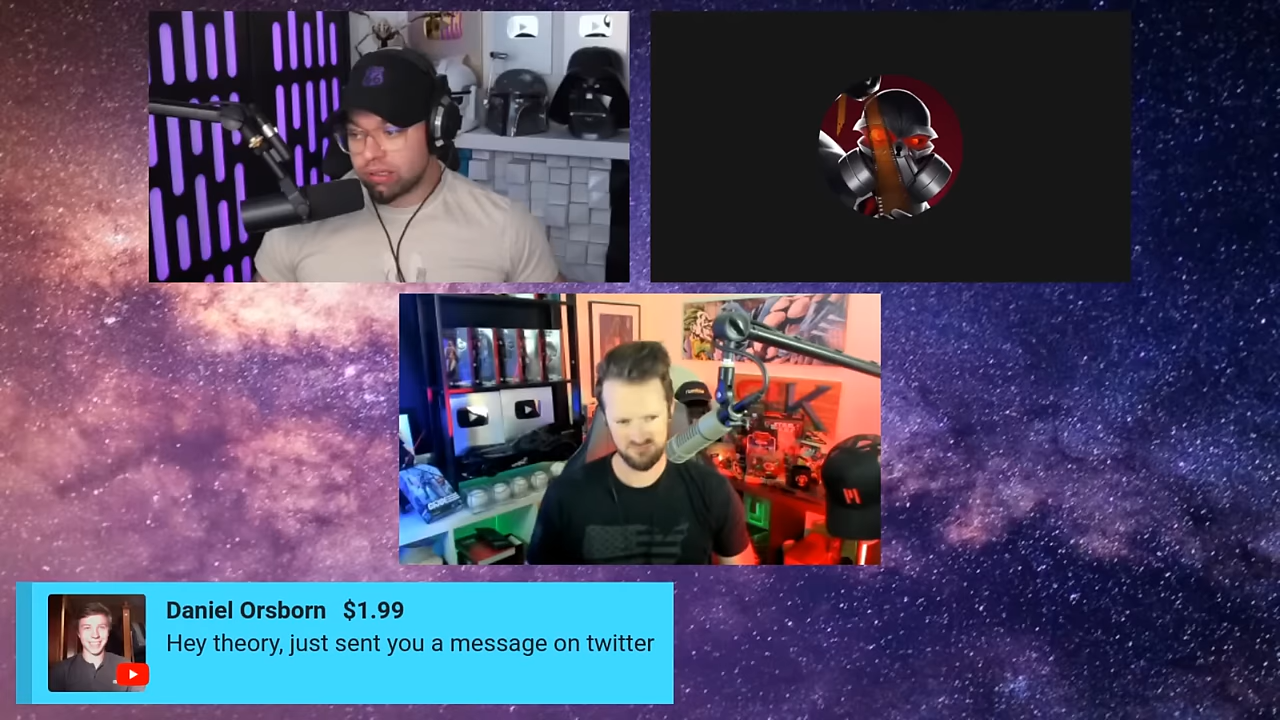 Daniel Orsborn $1.99
Hey theory, just sent you a message on twitter